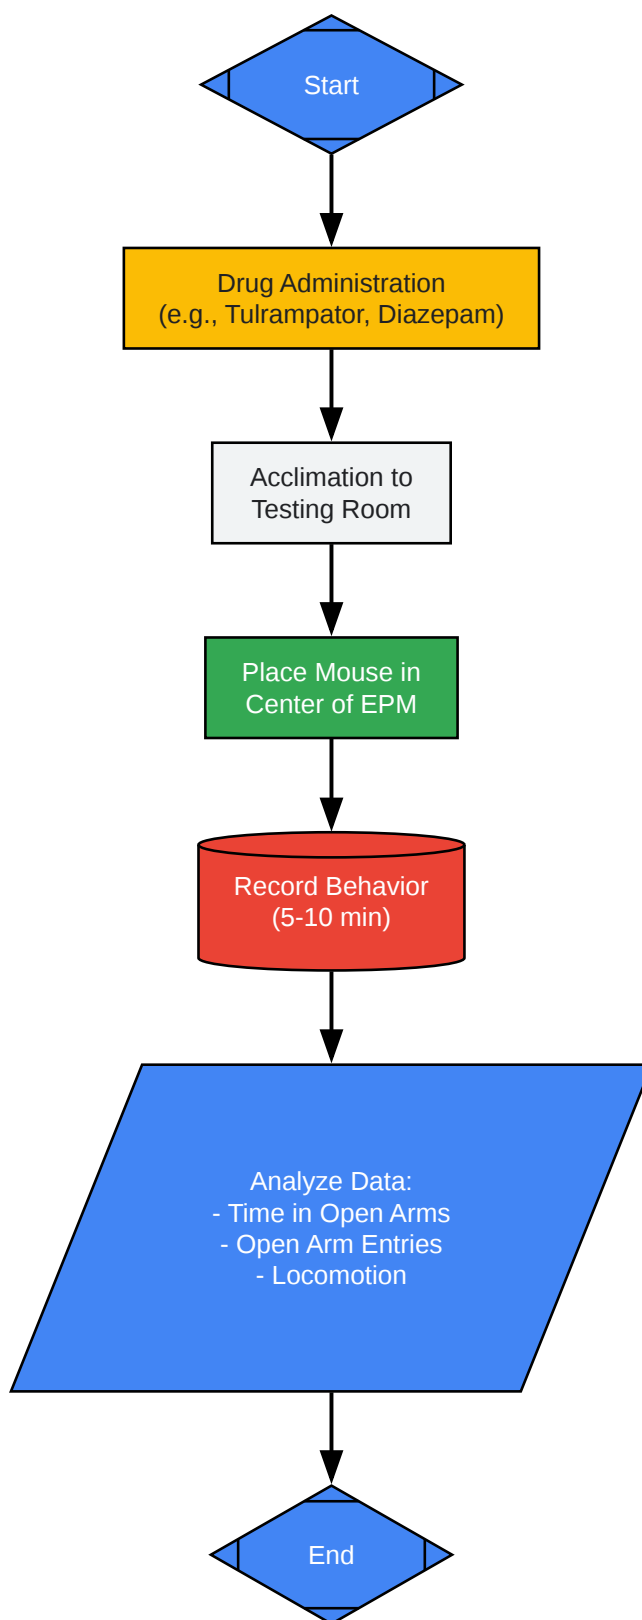 Start
Drug Administration
(e.g., Tulrampator, Diazepam)
Acclimation to
Testing Room
Place Mouse in
Center of EPM
Record Behavior
(5-10 min)
Analyze Data:
- Time in Open Arms
- Open Arm Entries
- Locomotion
End